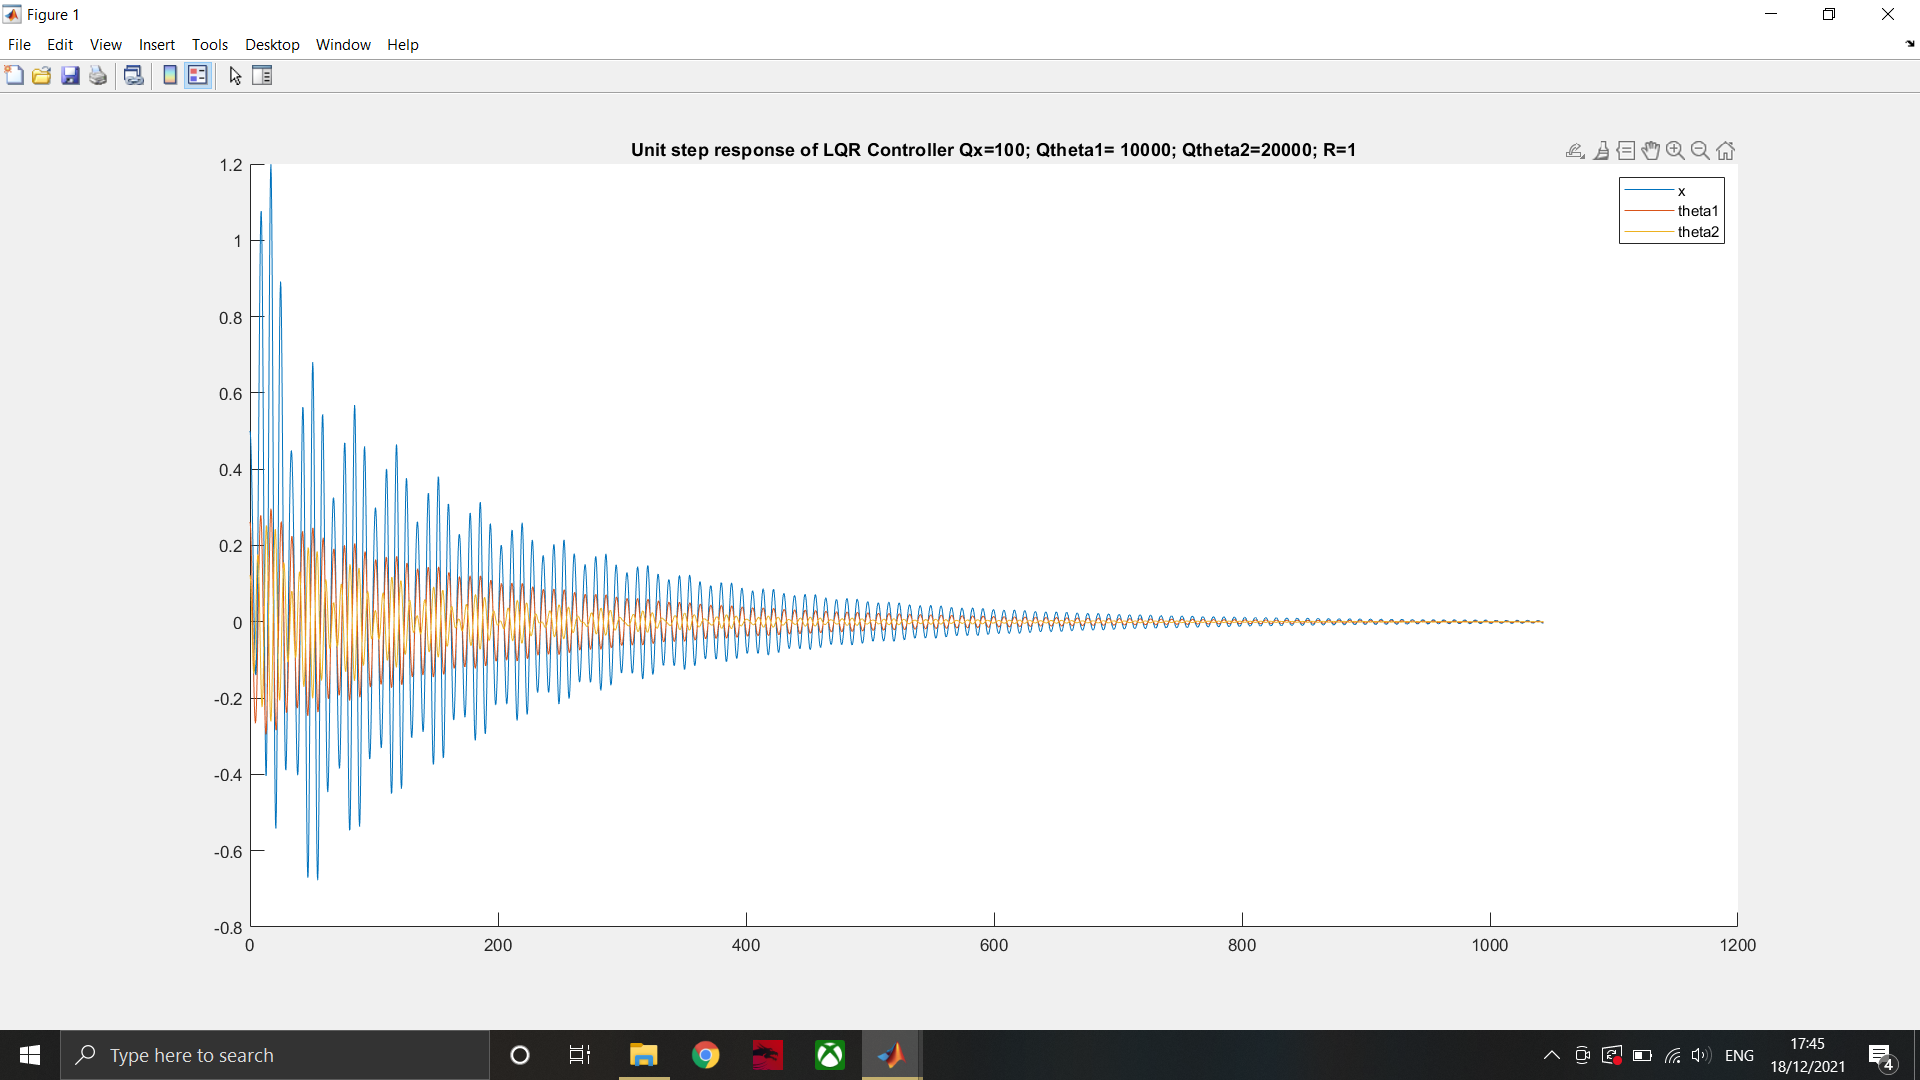 Figure 1
File Edit View Insert Tools Desktop Window Help
Unit step response of LQR Controller Qx=100; Qtheta1= 10000; Qtheta2=20000; R=1
x
theta1
theta2
1.2
1
0.8
0.6
0.4
0.2
0
-0.2
-0.4
-0.6
-0.8
0 200 400 600 800 1000 1200
Type here to search
ENG
17:45
18/12/2021
4